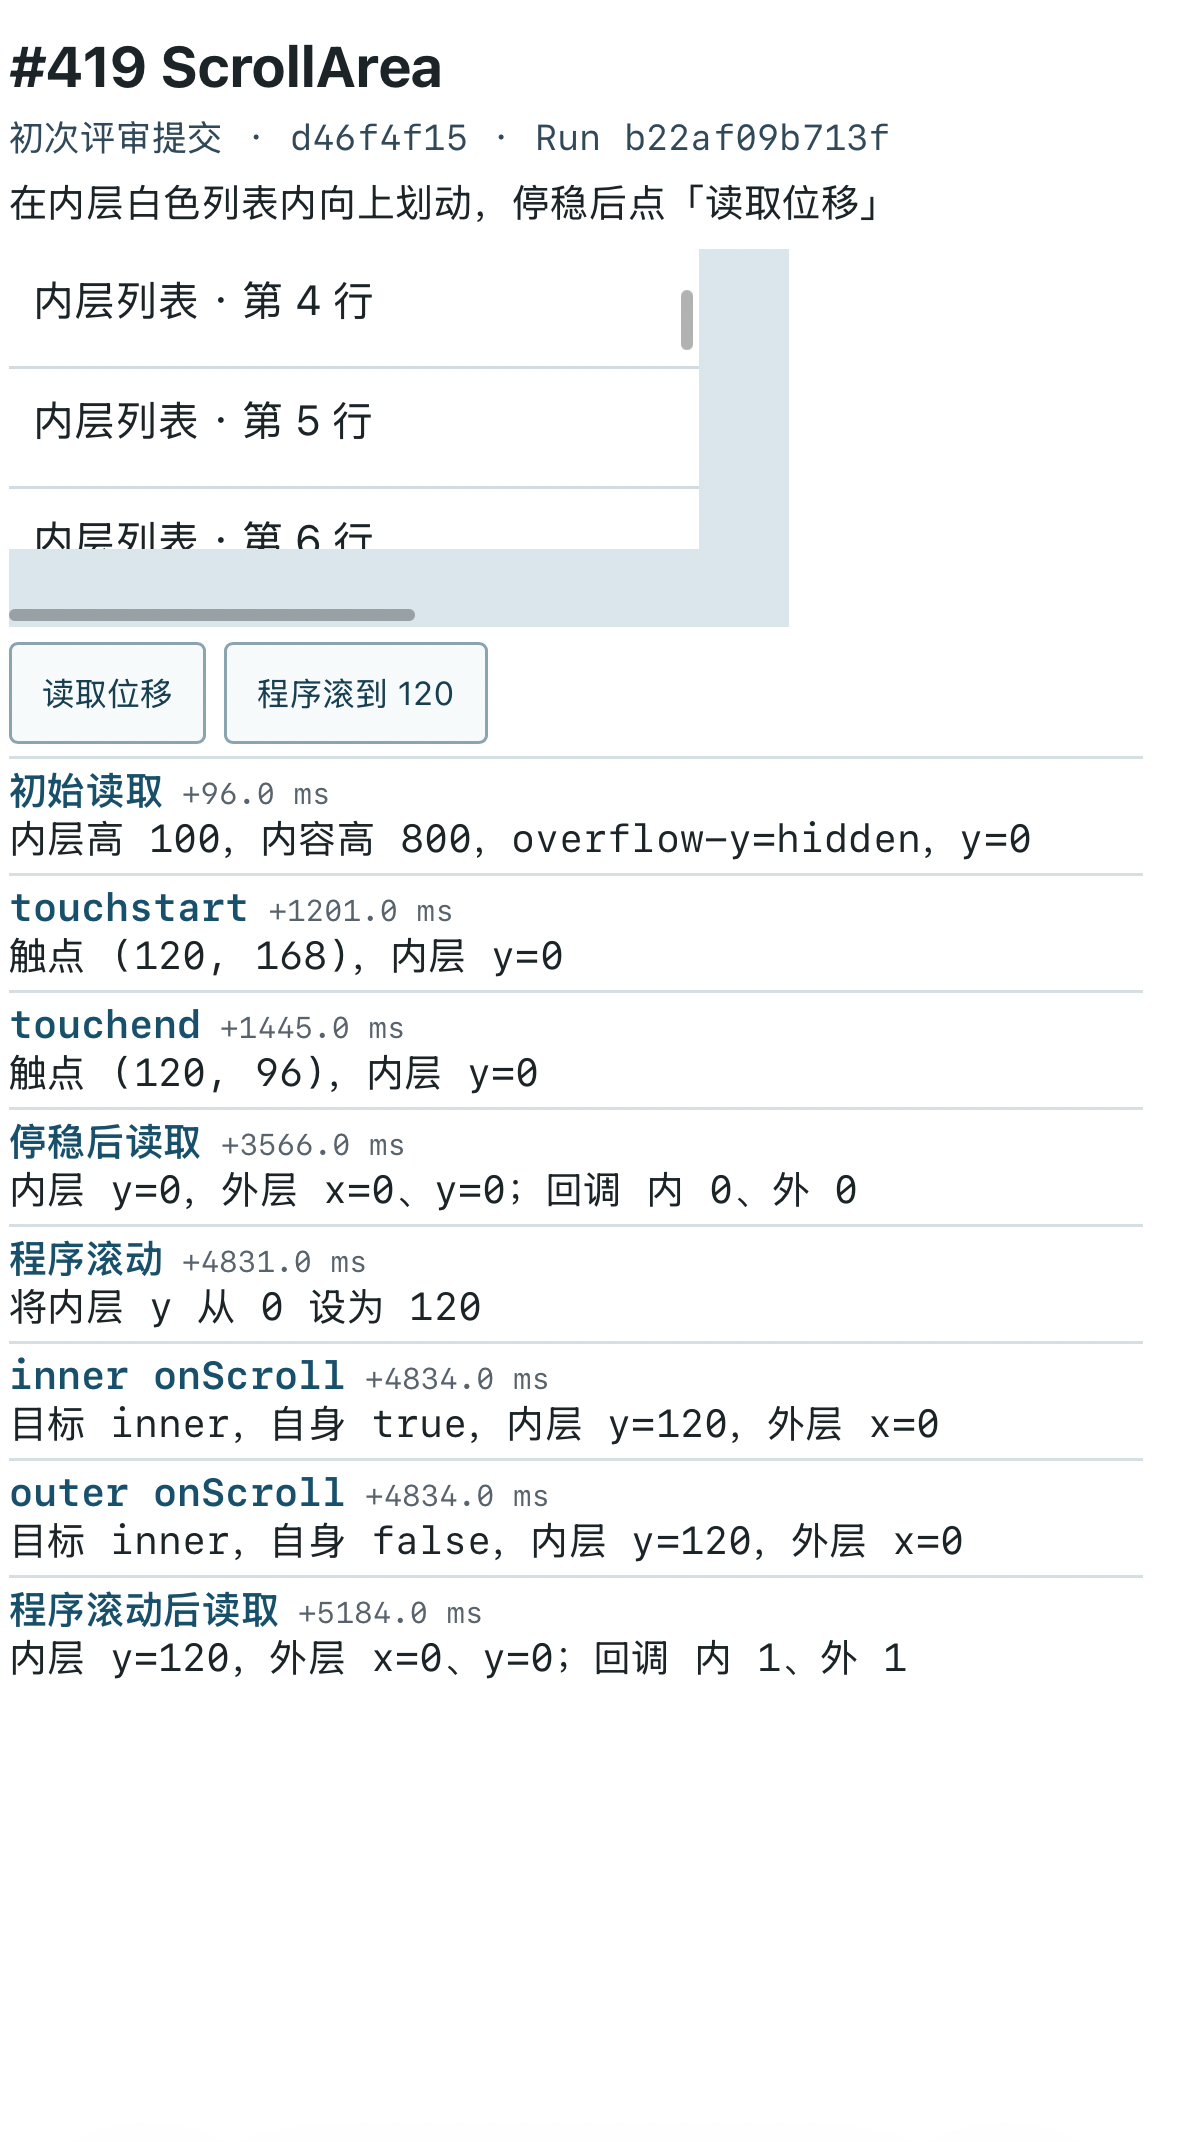 #419 ScrollArea
初次评审提交 · d46f4f15 · Run b22af09b713f
在内层白色列表内向上划动，停稳后点「读取位移」
内层列表 · 第 4 行
内层列表 · 第 5 行
内层列表 · 第 6 行
读取位移 程序滚到 120
初始读取 +96.0 ms
内层高 100，内容高 800，overflow-y=hidden，y=0
touchstart +1201.0 ms
触点 (120, 168)，内层 y=0
touchend +1445.0 ms
触点 (120, 96)，内层 y=0
停稳后读取 +3566.0 ms
内层 y=0，外层 x=0、y=0；回调 内 0、外 0
程序滚动 +4831.0 ms
将内层 y 从 0 设为 120
inner onScroll +4834.0 ms
目标 inner，自身 true，内层 y=120，外层 x=0
outer onScroll +4834.0 ms
目标 inner，自身 false，内层 y=120，外层 x=0
程序滚动后读取 +5184.0 ms
内层 y=120，外层 x=0、y=0；回调 内 1、外 1